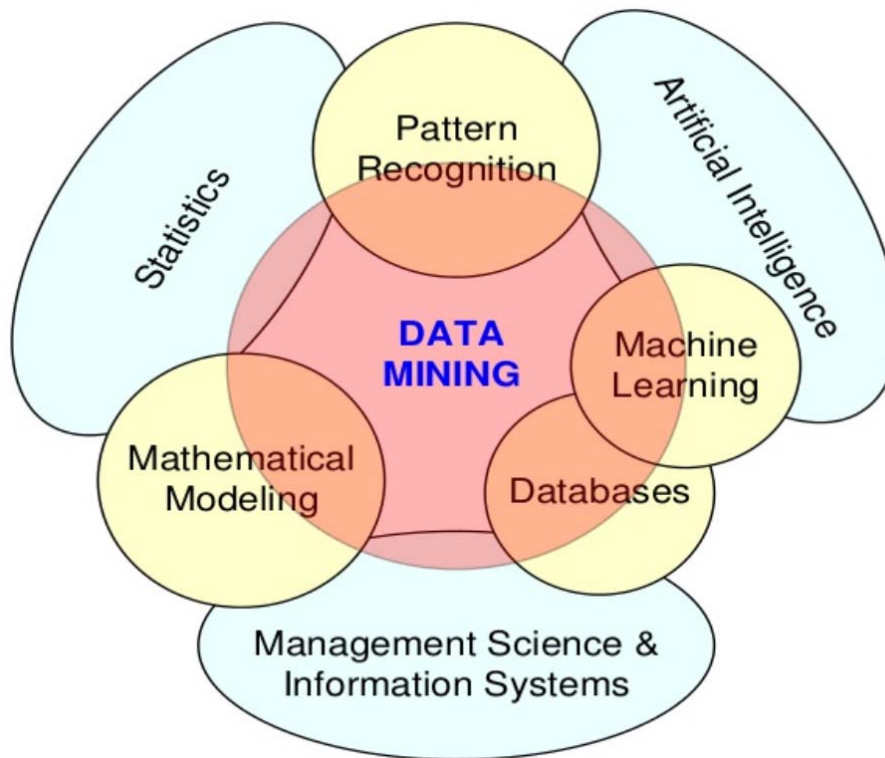 Pattern
Recognition
Statistics
Artificial Intelligence
DATA
MINING
Machine
Learning
Mathematical
Modeling
Databases
Management Science &
Information Systems